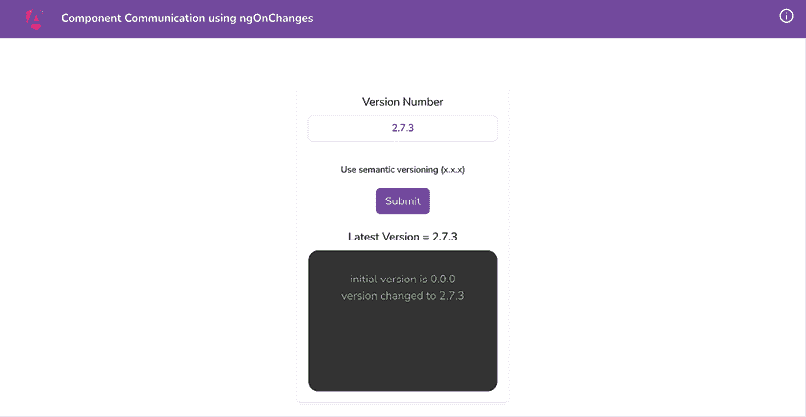 Component Communication using ngOnChanges
Version Number
2.7.3
Use semantic versioning (x.x.x)
Submit
Latest Version = 2.7.3
initial version is 0.0.0
version changed to 2.7.3